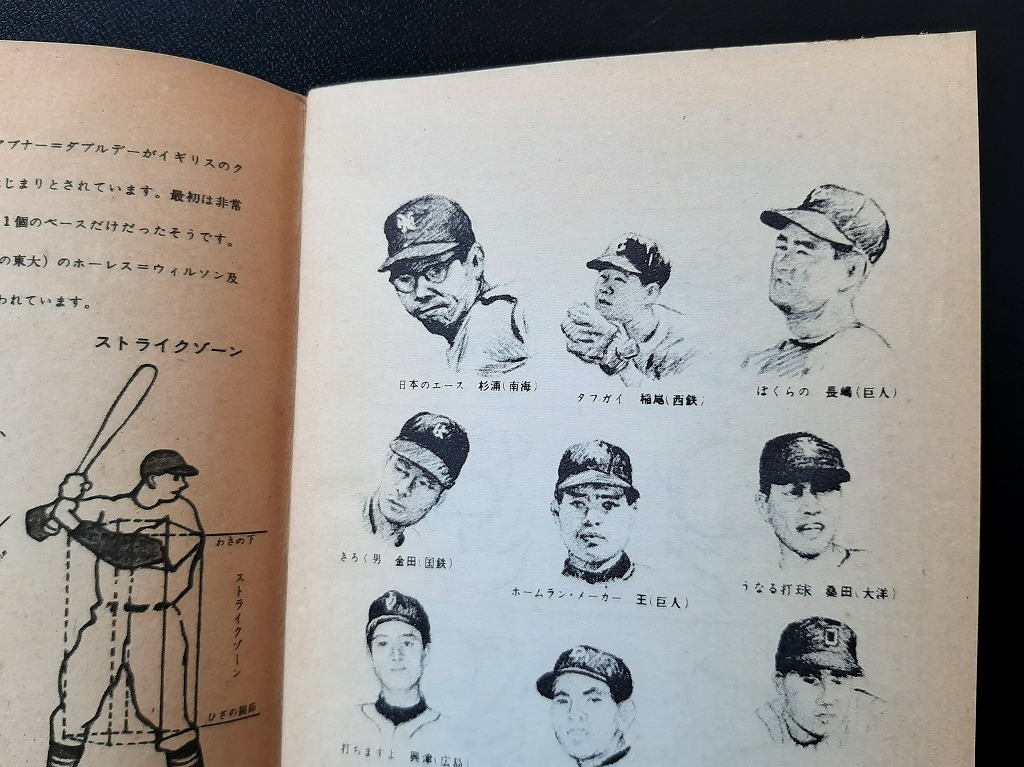 アブナー＝ダブルデーがイギリスのク
じまりとされています。最初は非常
１個のベースだけだったそうです。
の東大）のホーレス＝ウィルソン及
われています。
ストライクゾーン
わきの下
ストライクゾーン
ひざの
日本のエース 杉浦(南海)
タフガイ 稲尾(西鉄)
ぼくらの 長嶋(巨人)
きろく男 金田(国鉄)
ホームラン・メーカー 王(巨人)
うなる打球 桑田(大洋)
打ちますよ 興津(広島)